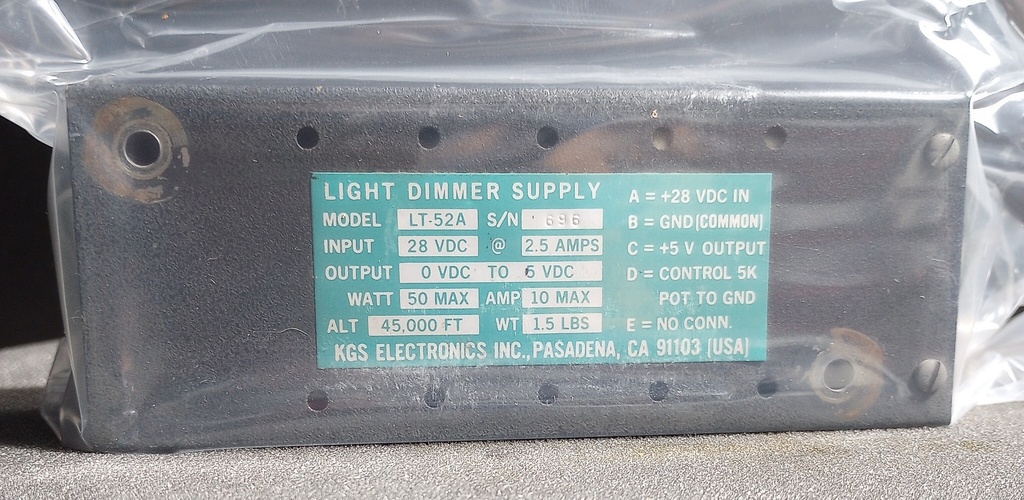 LIGHT DIMMER SUPPLY
MODEL LT-52A S/N 696
INPUT 28 VDC @ 2.5 AMPS
OUTPUT 0 VDC TO 5 VDC
WATT 50 MAX AMP 10 MAX
ALT 45,000 FT WT 1.5 LBS
A = +28 VDC IN
B = GND (COMMON)
C = +5 V OUTPUT
D = CONTROL 5K
POT TO GND
E = NO CONN.
KGS ELECTRONICS INC., PASADENA, CA 91103 (USA)